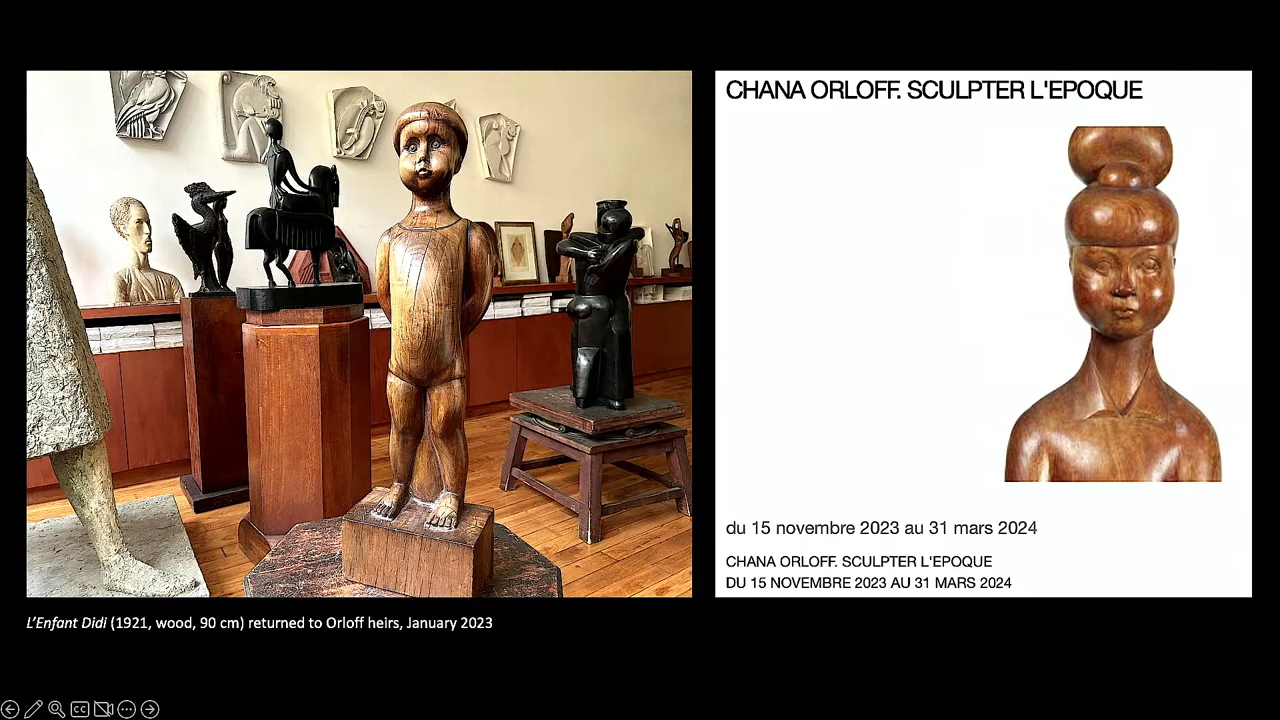 CHANA ORLOFF. SCULPTER L'EPOQUE
du 15 novembre 2023 au 31 mars 2024
CHANA ORLOFF. SCULPTER L'EPOQUE
DU 15 NOVEMBRE 2023 AU 31 MARS 2024
L'Enfant Didi (1921, wood, 90 cm) returned to Orloff heirs, January 2023
CC